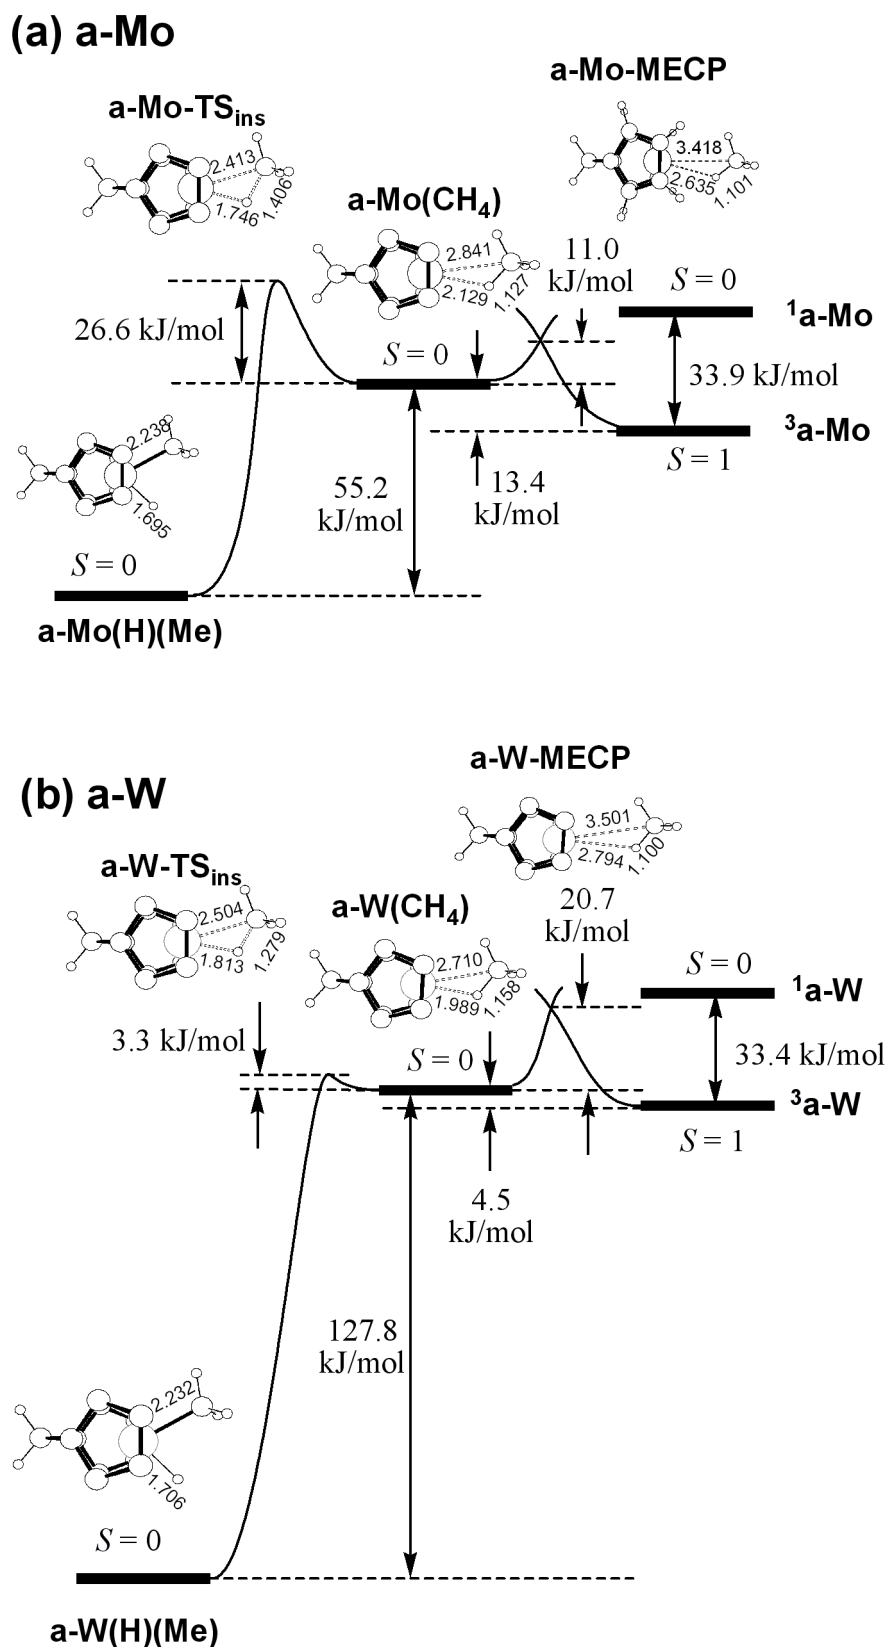 (a) a-Mo
a-Mo-MECP
a-Mo-TSins
3.418
2.635
1.101
2.413
1.746
1.406
a-Mo(CH4)
2.841
2.129
1.127
11.0
kJ/mol
S = 0
1a-Mo
26.6 kJ/mol
S = 0
33.9 kJ/mol
3a-Mo
S = 1
2.238
1.695
55.2
kJ/mol
13.4
kJ/mol
S = 0
a-Mo(H)(Me)
a-W-MECP
(b) a-W
3.501
2.794
1.100
a-W-TSins
2.504
1.813
1.279
a-W(CH4)
2.710
1.989
1.158
20.7
kJ/mol
S = 0
1a-W
3.3 kJ/mol
S = 0
33.4 kJ/mol
3a-W
S = 1
4.5
kJ/mol
127.8
kJ/mol
2.232
1.706
S = 0
a-W(H)(Me)